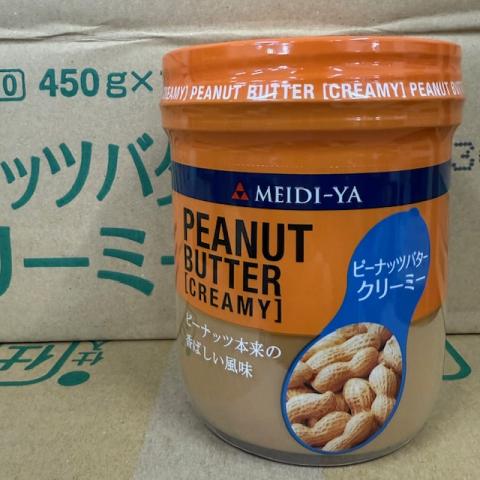 0 450g×
ッツバタ
リーミー
(CREAMY) PEANUT BUTTER [CREAMY] PEANUT BUTT
MEIDI-YA
PEANUT
BUTTER
[CREAMY]
ピーナッツバター
クリーミー
ピーナッツ本来の
香ばしい風味